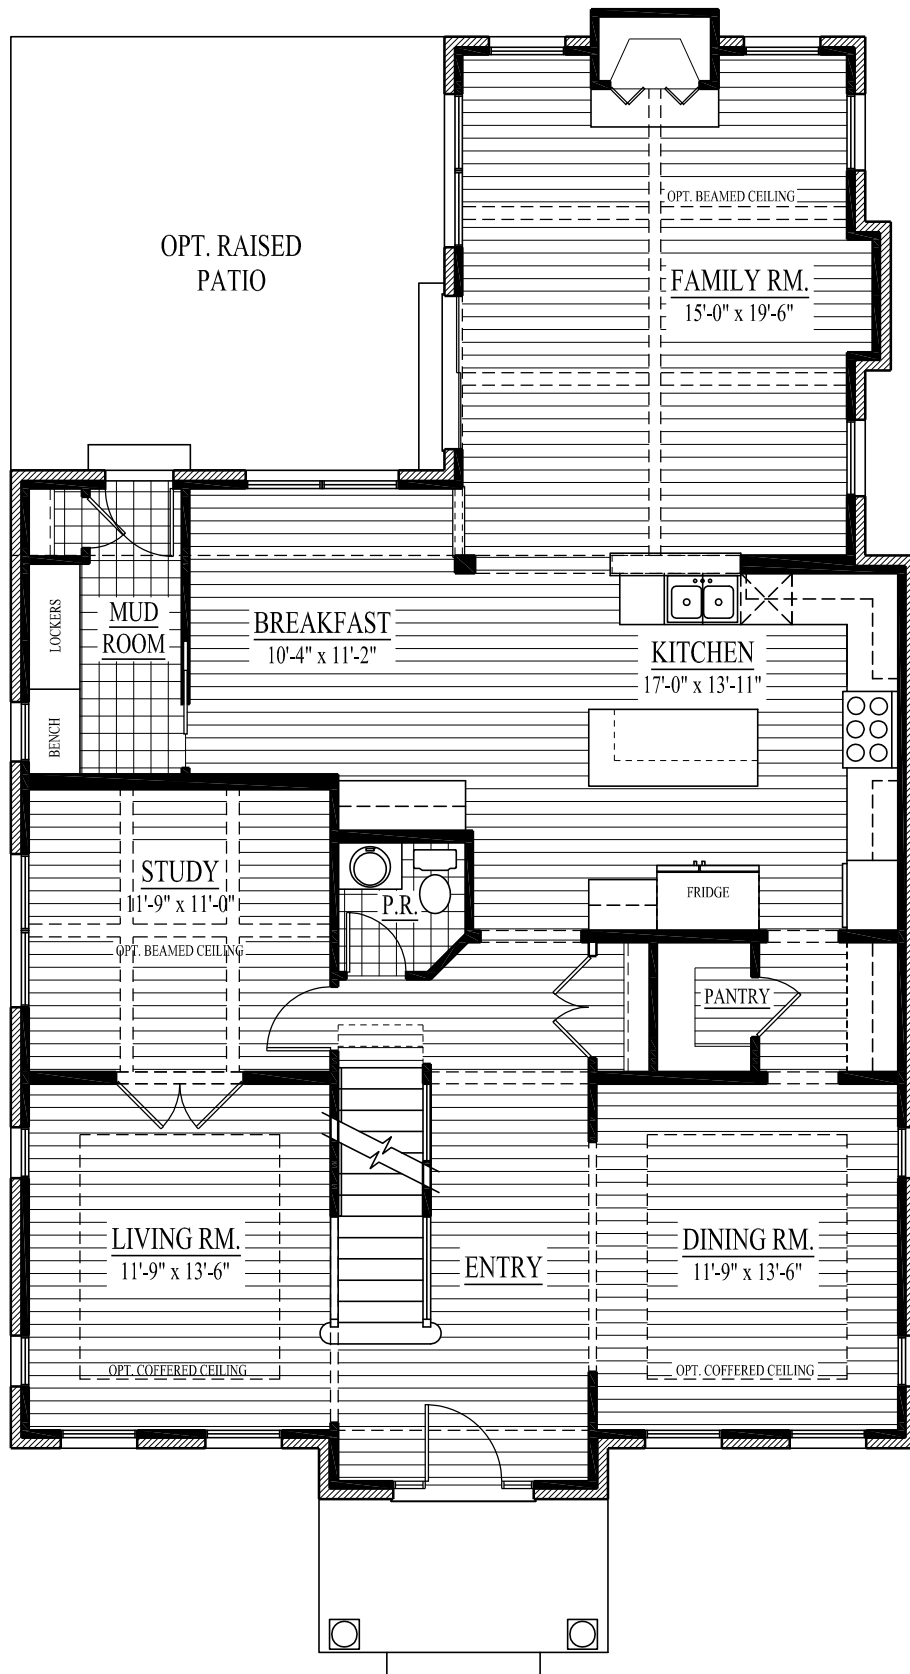 OPT. RAISED
PATIO
OPT. BEAMED CEILING
FAMILY RM.
15'-0" x 19'-6"
LOCKERS
MUD
ROOM
BENCH
BREAKFAST
10'-4" x 11'-2"
KITCHEN
17'-0" x 13'-11"
STUDY
11'-9" x 11'-0"
OPT. BEAMED CEILING
P.R.
FRIDGE
PANTRY
LIVING RM.
11'-9" x 13'-6"
OPT. COFFERED CEILING
ENTRY
DINING RM.
11'-9" x 13'-6"
OPT. COFFERED CEILING